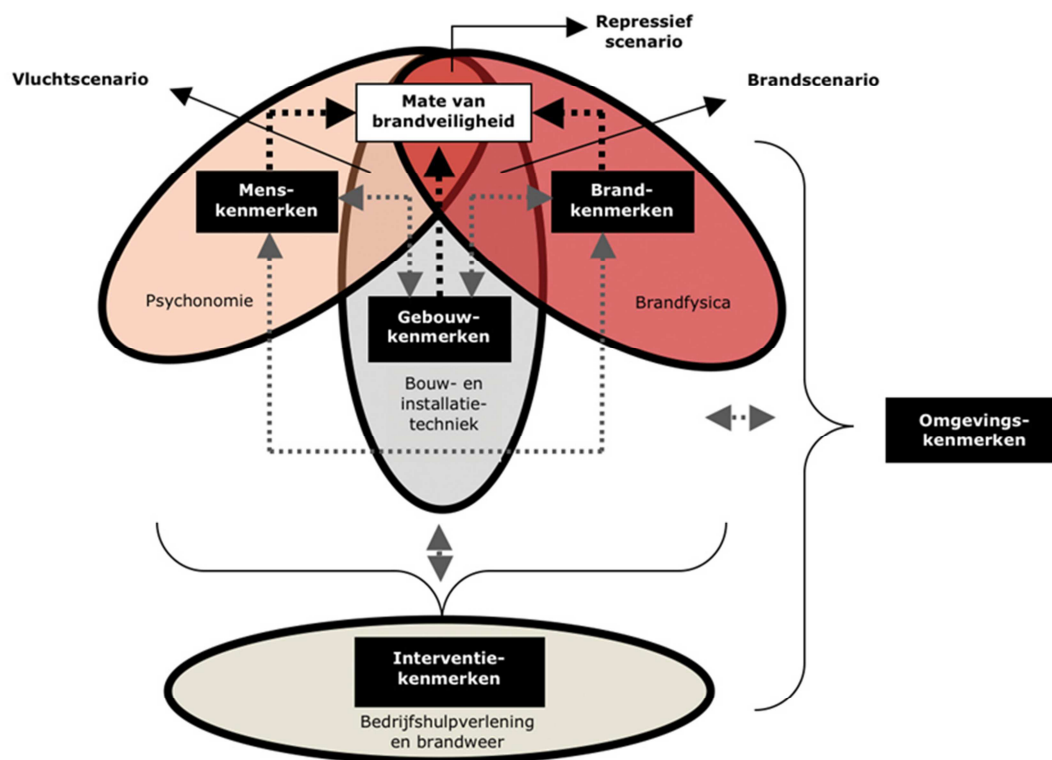 Repressief
scenario
Vluchtscenario
Brandscenario
Mate van
brandveiligheid
Mens-
kenmerken
Brand-
kenmerken
Psychonomie
Brandfysica
Gebouw-
kenmerken
Bouw- en
installatie-
techniek
Omgevings-
kenmerken
Interventie-
kenmerken
Bedrijfshulpverlening
en brandweer